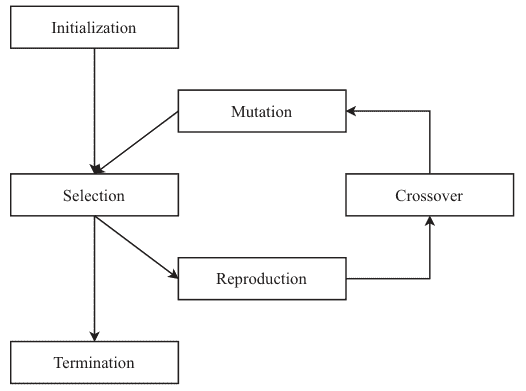 Initialization
Mutation
Selection
Crossover
Reproduction
Termination